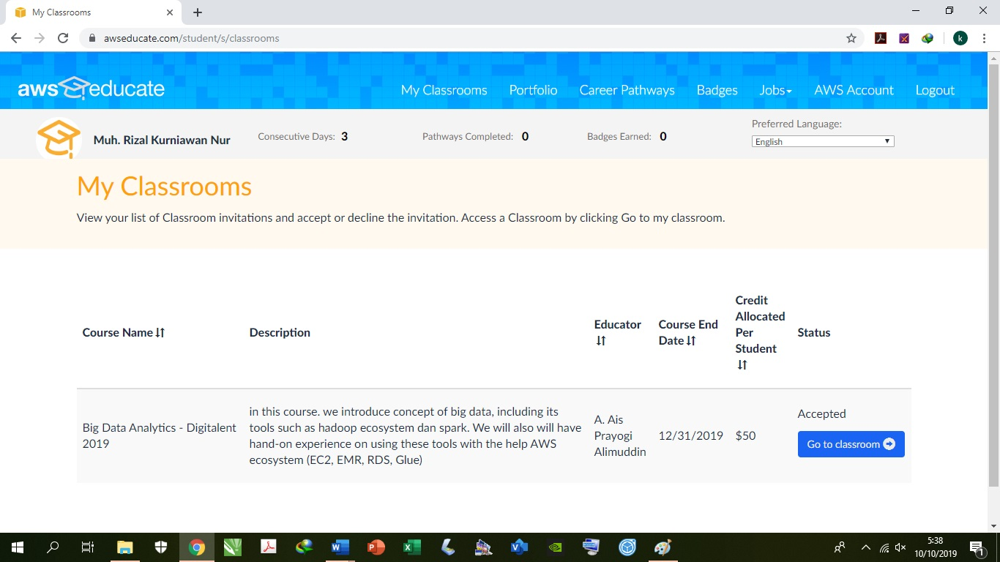 My Classrooms
awseducate.com/student/s/classrooms
k
aws educate
My Classrooms Portfolio Career Pathways Badges Jobs AWS Account Logout
Muh. Rizal Kurniawan Nur
Consecutive Days: 3
Pathways Completed: 0
Badges Earned: 0
Preferred Language:
English
My Classrooms
View your list of Classroom invitations and accept or decline the invitation. Access a Classroom by clicking Go to my classroom.
Course Name
Description
Educator
Course End
Date
Credit
Allocated
Per
Student
Status
Big Data Analytics - Digitalent
2019
in this course. we introduce concept of big data, including its
tools such as hadoop ecosystem dan spark. We will also will have
hand-on experience on using these tools with the help AWS
ecosystem (EC2, EMR, RDS, Glue)
A. Ais
Prayogi
Alimuddin
12/31/2019
$50
Accepted
Go to classroom
5:38
10/10/2019
1